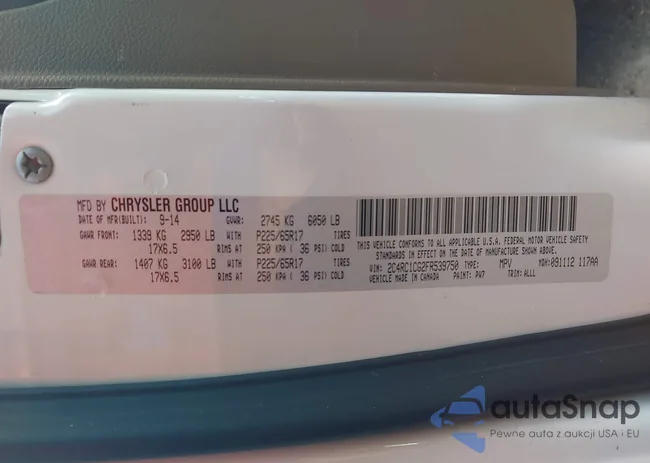 MFD BY CHRYSLER GROUP LLC
DATE OF MFR(BUILT): 9-14 GVWR: 2745 KG 6050 LB
GAWR FRONT: 1339 KG 2950 LB WITH P225/65R17 TIRES
17X6.5 RIMS AT 250 KPA ( 36 PSI) COLD
GAWR REAR: 1407 KG 3100 LB WITH P225/65R17 TIRES
17X6.5 RIMS AT 250 KPA ( 36 PSI) COLD
THIS VEHICLE CONFORMS TO ALL APPLICABLE U.S.A. FEDERAL MOTOR VEHICLE SAFETY
STANDARDS IN EFFECT ON THE DATE OF MANUFACTURE SHOWN ABOVE.
VIN: 2C4RC1CG2FR539750 TYPE: MPV MDH: 091112 117AA
VEHICLE MADE IN CANADA PAINT: PW7 TRIM: ALLL
autoSnap
Pewne auta z aukcji USA i EU